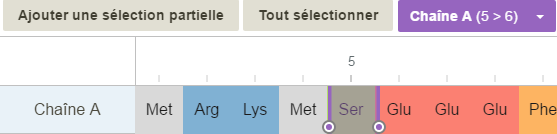 Ajouter une sélection partielle Tout sélectionner Chaîne A (5 > 6)
5
Chaîne A Met Arg Lys Met Ser Glu Glu Glu Phe